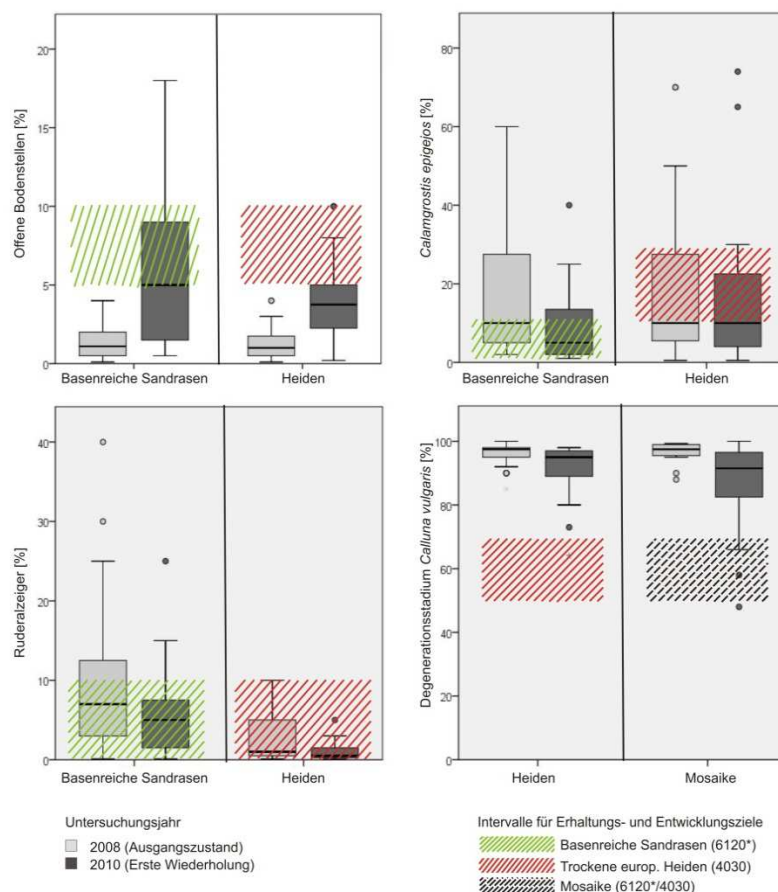 Offene Bodenstellen [%]
20
15
10
5
0
Basenreiche Sandrasen Heiden
Calamgrostis epigejos [%]
80
60
40
20
0
Basenreiche Sandrasen Heiden
Ruderalzeiger [%]
40
30
20
10
0
Basenreiche Sandrasen Heiden
Degenerationsstadium Calluna vulgaris [%]
100
80
60
40
20
0
Heiden Mosaike
Untersuchungsjahr
2008 (Ausgangszustand)
2010 (Erste Wiederholung)
Intervalle für Erhaltungs- und Entwicklungsziele
Basenreiche Sandrasen (6120*)
Trockene europ. Heiden (4030)
Mosaike (6120*/4030)